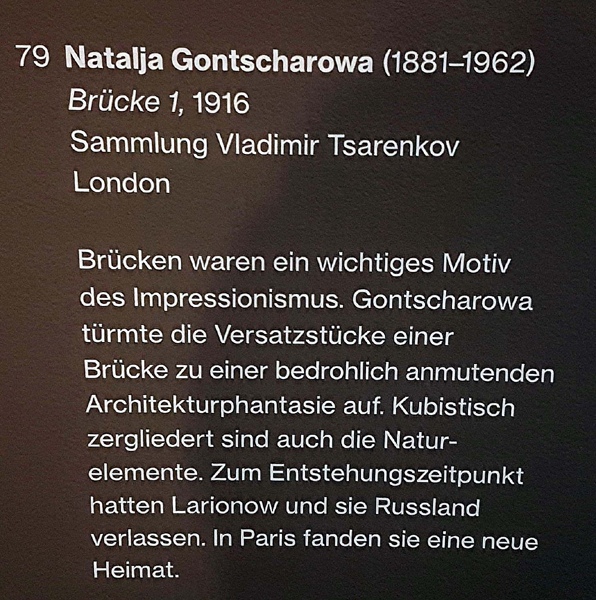 79 Natalja Gontscharowa (1881–1962)
Brücke 1, 1916
Sammlung Vladimir Tsarenkov
London
Brücken waren ein wichtiges Motiv
des Impressionismus. Gontscharowa
türmte die Versatzstücke einer
Brücke zu einer bedrohlich anmutenden
Architekturphantasie auf. Kubistisch
zergliedert sind auch die Natur-
elemente. Zum Entstehungszeitpunkt
hatten Larionow und sie Russland
verlassen. In Paris fanden sie eine neue
Heimat.